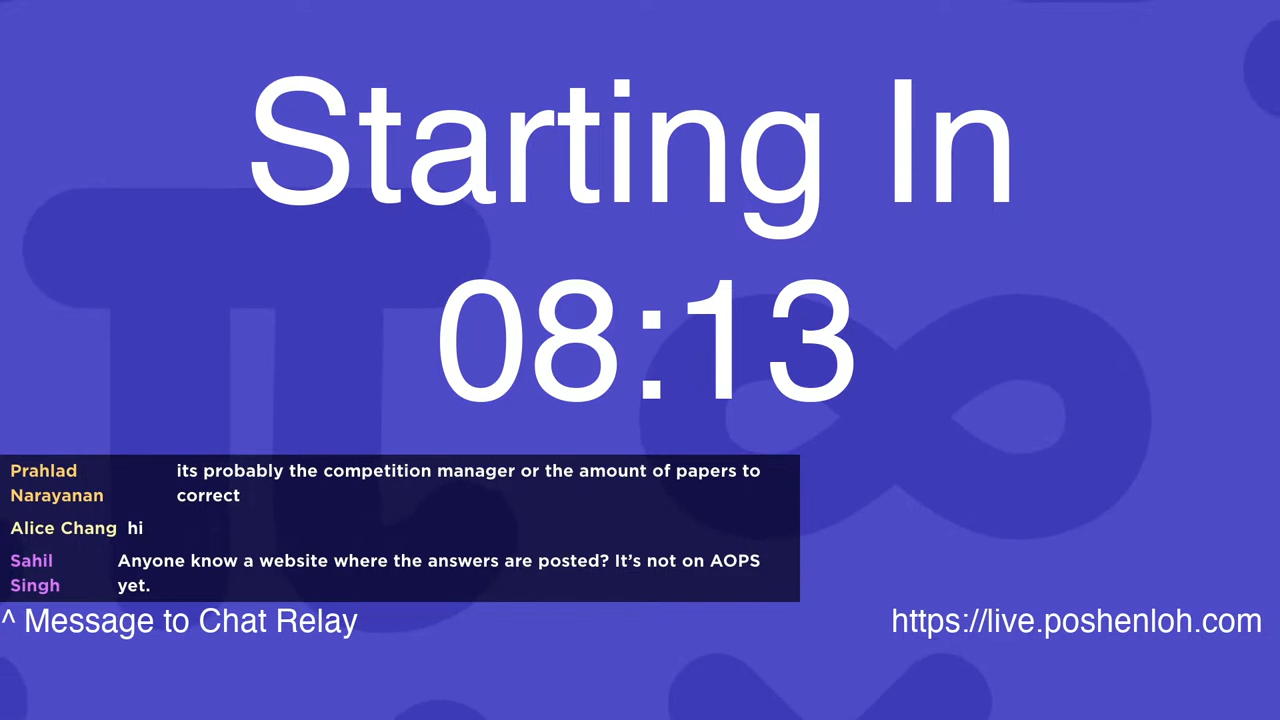 Starting In
08:13
Prahlad its probably the competition manager or the amount of papers to
Narayanan correct
Alice Chang hi
Sahil Anyone know a website where the answers are posted? It’s not on AOPS
Singh yet.
^ Message to Chat Relay
https://live.poshenloh.com